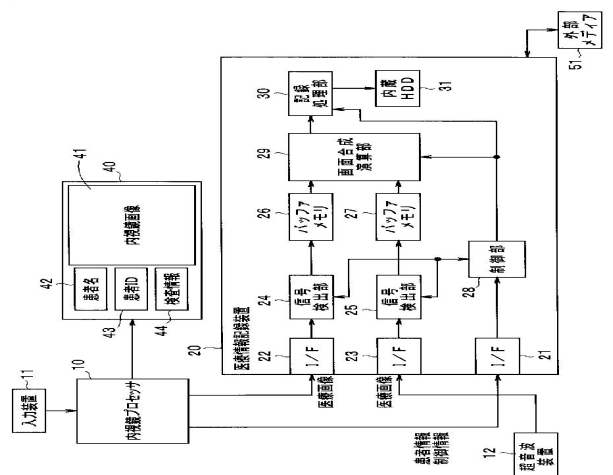 入力装置
11
内視鏡プロセッサ
10
患者名
42
患者ID
43
検査情報
44
内視鏡画像
41
40
医療情報記録装置
20
医療画像
I/F
22
信号
検出部
24
バッファ
メモリ
26
医療画像
I/F
23
信号
検出部
25
バッファ
メモリ
27
画面合成
演算部
29
記録
処理部
30
内蔵
HDD
31
患者情報
制御情報
I/F
21
制御部
28
超音波
装置
12
外部
メディア
51